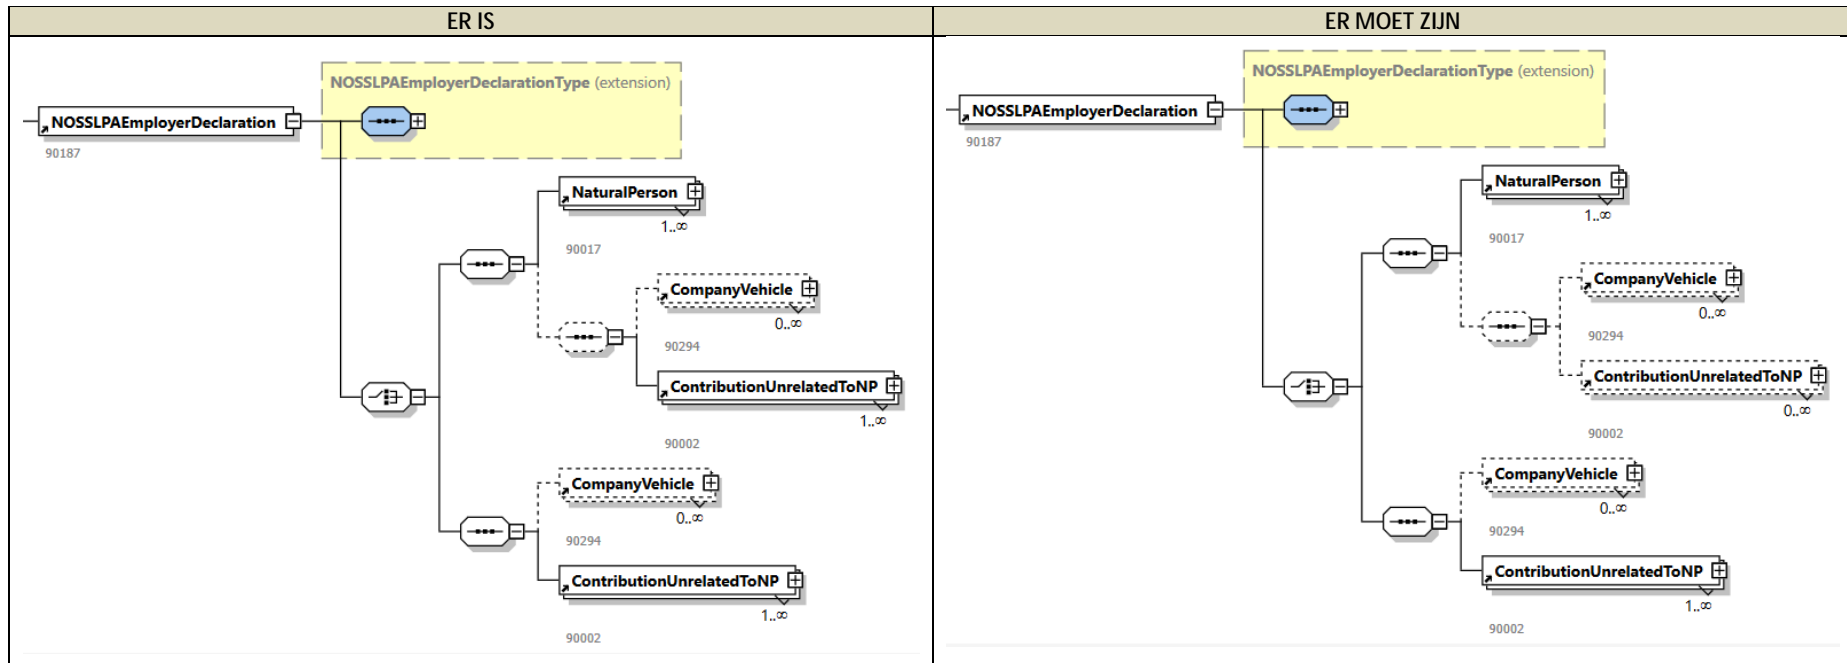 ER IS
NOSSLPAEmployerDeclarationType (extension)
NOSSLPAEmployerDeclaration
90187
NaturalPerson
1..∞
90017
CompanyVehicle
0..∞
90294
ContributionUnrelatedToNP
1..∞
90002
CompanyVehicle
0..∞
90294
ContributionUnrelatedToNP
1..∞
90002
ER MOET ZIJN
NOSSLPAEmployerDeclarationType (extension)
NOSSLPAEmployerDeclaration
90187
NaturalPerson
1..∞
90017
CompanyVehicle
0..∞
90294
ContributionUnrelatedToNP
0..∞
90002
CompanyVehicle
0..∞
90294
ContributionUnrelatedToNP
1..∞
90002